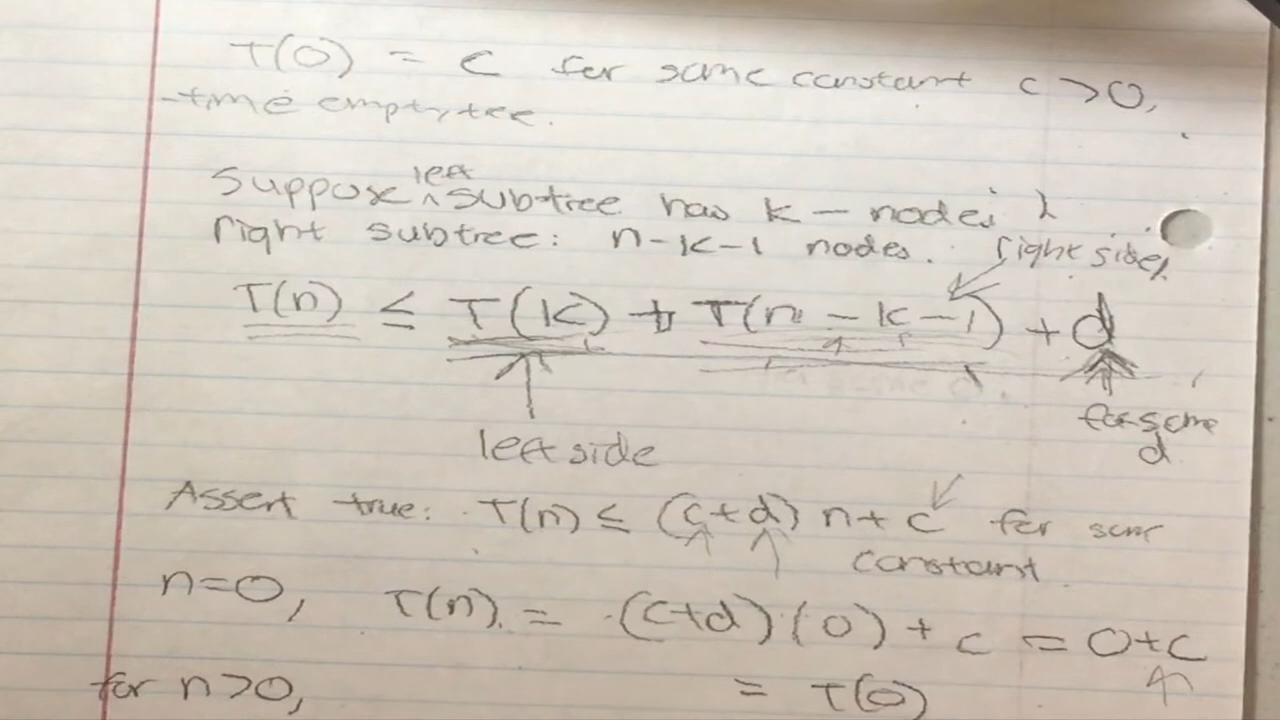 T(0) = c for some constant c > 0,
time empty tree.
left
Suppose ^ subtree has k - nodes &
right subtree: n-k-1 nodes. right side,
T(n) ≤ T(k) + T(n - k - 1) + d
for some
d
left side
Assert true: T(n) ≤ (c+d) n + c for some
constant
n=0, T(n) = (c+d)(0) + c = 0+c
for n>0, = T(0)